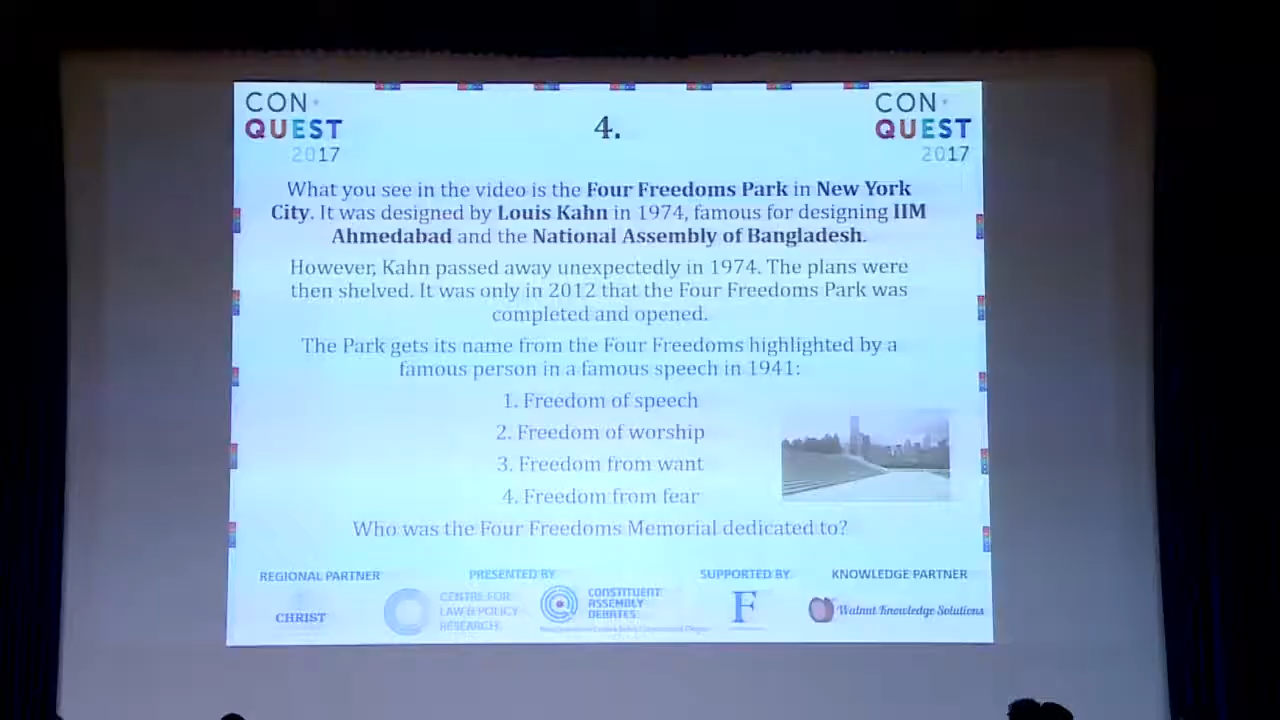 CON
QUEST
2017
4.
CON
QUEST
2017
What you see in the video is the Four Freedoms Park in New York
City. It was designed by Louis Kahn in 1974, famous for designing IIM
Ahmedabad and the National Assembly of Bangladesh.
However, Kahn passed away unexpectedly in 1974. The plans were
then shelved. It was only in 2012 that the Four Freedoms Park was
completed and opened.
The Park gets its name from the Four Freedoms highlighted by a
famous person in a famous speech in 1941:
1. Freedom of speech
2. Freedom of worship
3. Freedom from want
4. Freedom from fear
Who was the Four Freedoms Memorial dedicated to?
REGIONAL PARTNER
PRESENTED BY
SUPPORTED BY
KNOWLEDGE PARTNER
CHRIST
CENTRE FOR
LAW & POLICY
RESEARCH
CONSTITUENT
ASSEMBLY
DEBATES
F
Walnut Knowledge Solutions